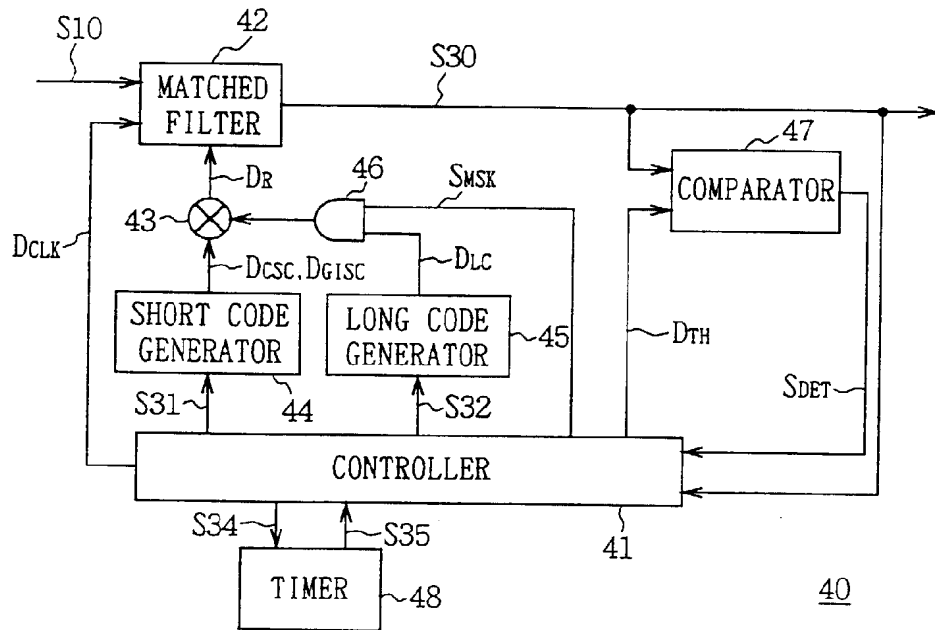 S10
42
S30
MATCHED
FILTER
47
COMPARATOR
DR
46
SMSK
43
DCLK
DCSC, DGISC
DLC
SHORT CODE
GENERATOR
LONG CODE
GENERATOR
45
DTH
SDET
S31
44
S32
CONTROLLER
41
S34
S35
TIMER
48
40